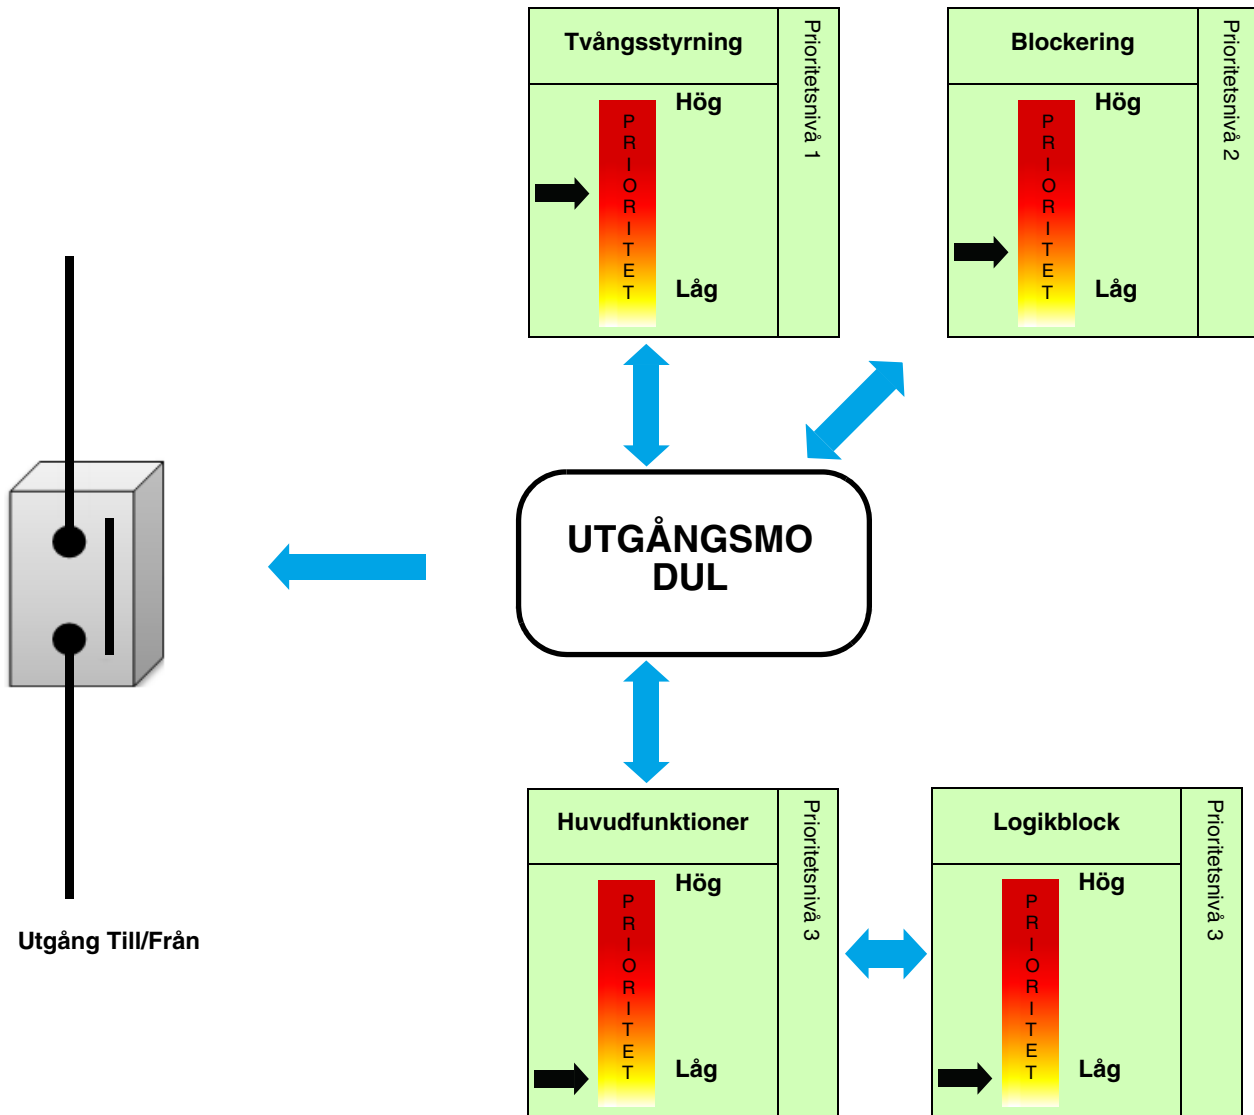 Tvångsstyrning
Prioritetsnivå 1
Hög
PRIORITET
Låg
Blockering
Prioritetsnivå 2
Hög
PRIORITET
Låg
UTGÅNGSMO
DUL
Utgång Till/Från
Huvudfunktioner
Prioritetsnivå 3
Hög
PRIORITET
Låg
Logikblock
Prioritetsnivå 3
Hög
PRIORITET
Låg